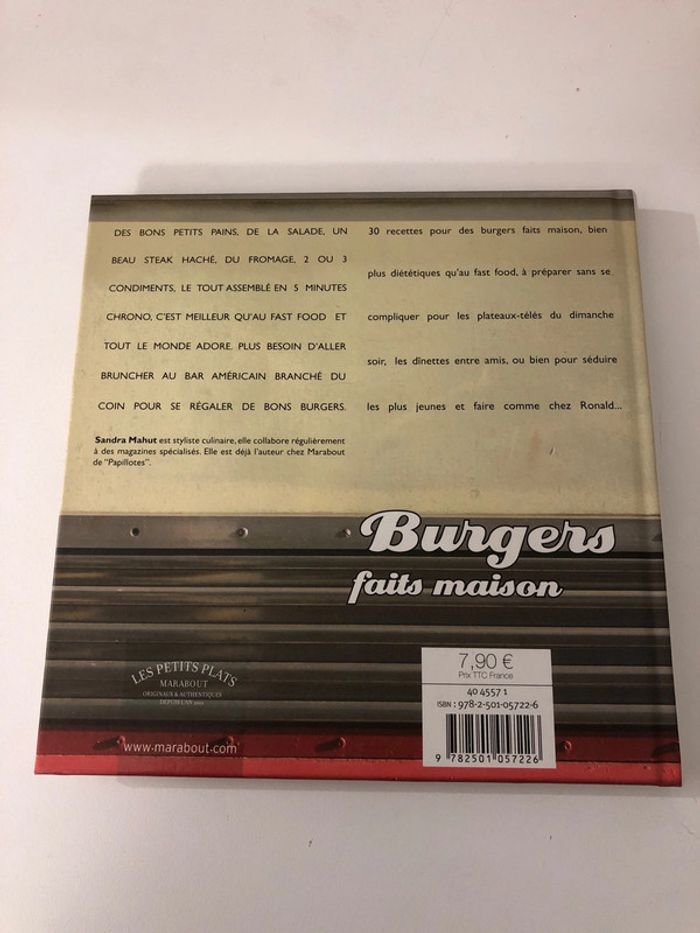 DES BONS PETITS PAINS, DE LA SALADE, UN
BEAU STEAK HACHÉ, DU FROMAGE, 2 OU 3
CONDIMENTS, LE TOUT ASSEMBLÉ EN 5 MINUTES
CHRONO, C'EST MEILLEUR QU'AU FAST FOOD ET
TOUT LE MONDE ADORE. PLUS BESOIN D'ALLER
BRUNCHER AU BAR AMÉRICAIN BRANCHÉ DU
COIN POUR SE RÉGALER DE BONS BURGERS.
Sandra Mahut est styliste culinaire, elle collabore régulièrement
à des magazines spécialisés. Elle est déjà l'auteur chez Marabout
de "Papillotes".
30 recettes pour des burgers faits maison, bien
plus diététiques qu'au fast food, à préparer sans se
compliquer pour les plateaux-télés du dimanche
soir, les dînettes entre amis, ou bien pour séduire
les plus jeunes et faire comme chez Ronald...
Burgers
faits maison
LES PETITS PLATS
MARABOUT
ORIGINAUX & AUTHENTIQUES
DEPUIS L'AN
www.marabout.com
7,90 €
Prix TTC France
40 4557 1
ISBN : 978-2-501-05722-6
9 782501 057226